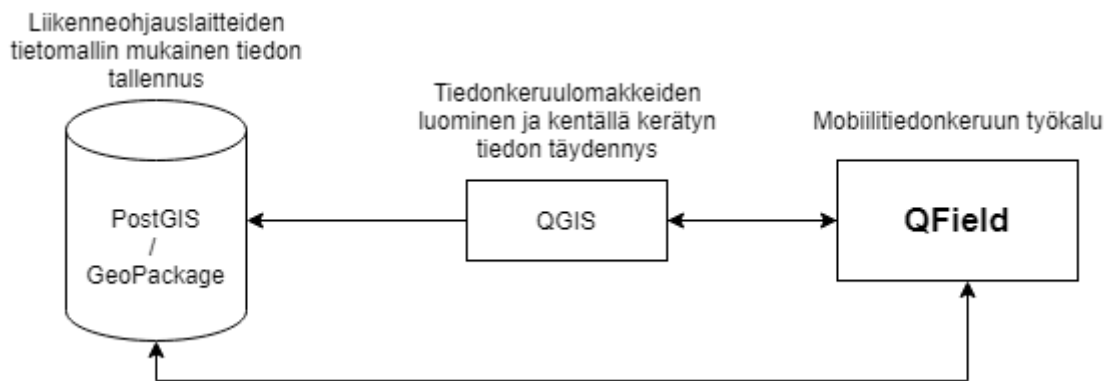 Liikenneohjauslaitteiden
tietomallin mukainen tiedon
tallennus
PostGIS
/
GeoPackage
Tiedonkeruulomakkeiden
luominen ja kentällä kerätyn
tiedon täydennys
QGIS
Mobiilitiedonkeruun työkalu
QField